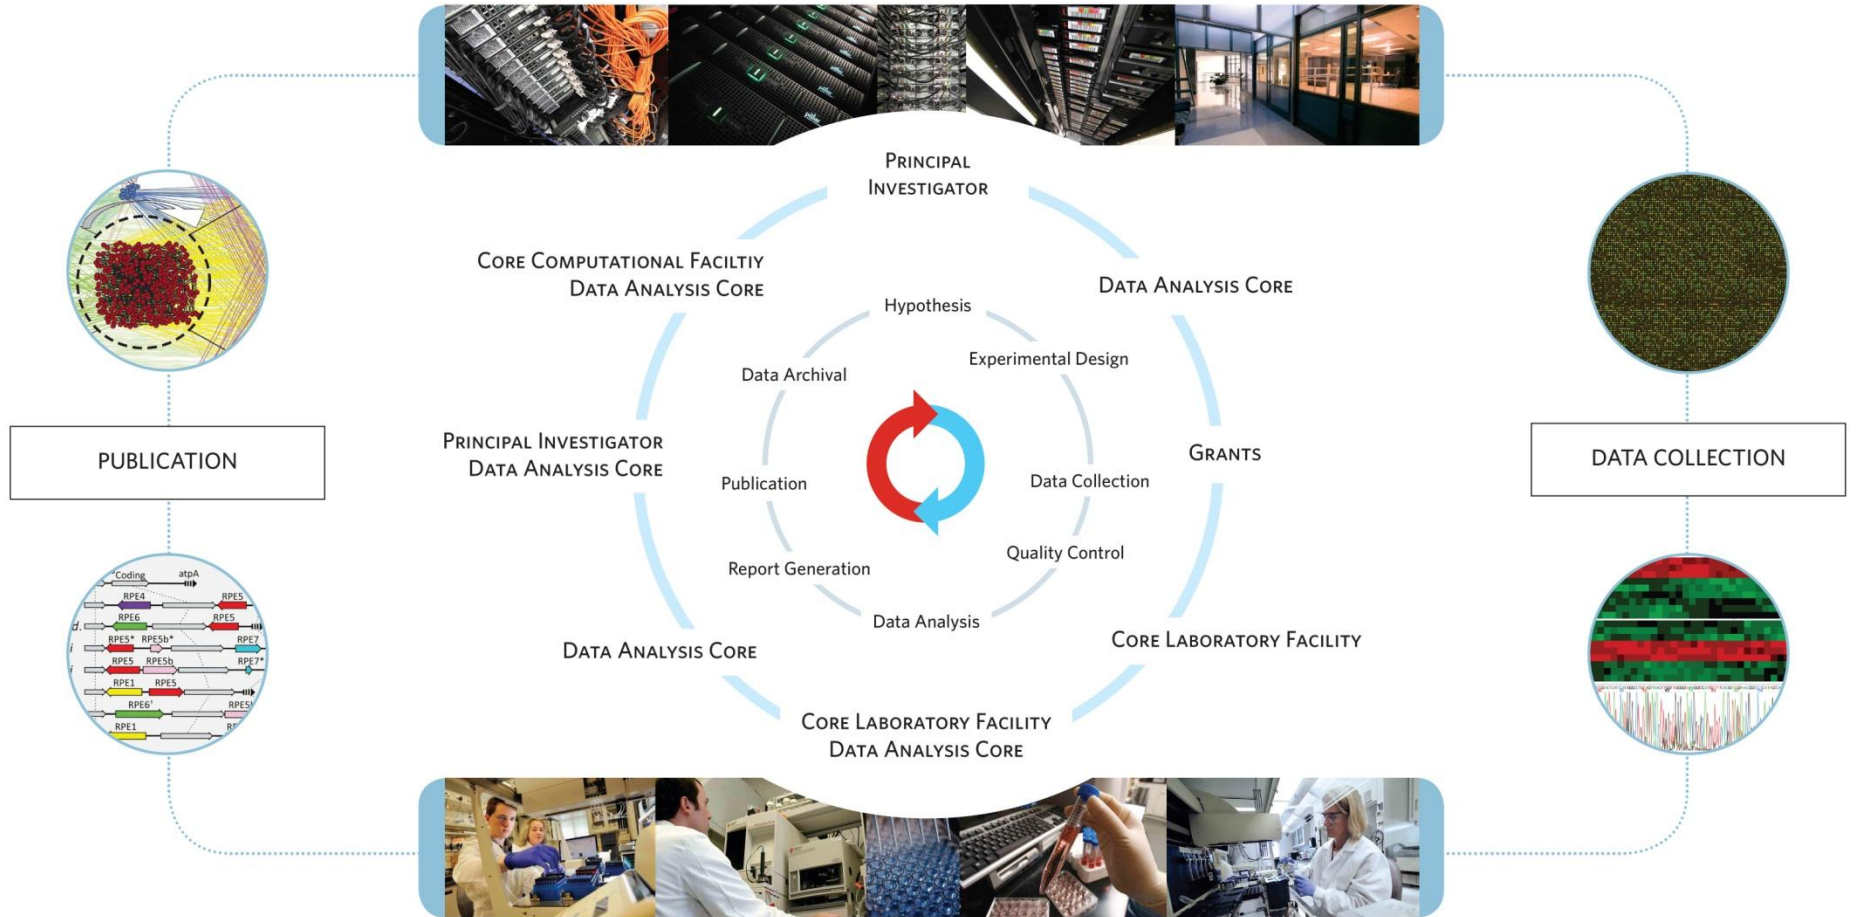 PRINCIPAL
INVESTIGATOR
CORE COMPUTATIONAL FACILTIY
DATA ANALYSIS CORE
DATA ANALYSIS CORE
Hypothesis
Experimental Design
Data Archival
PRINCIPAL INVESTIGATOR
DATA ANALYSIS CORE
GRANTS
PUBLICATION
DATA COLLECTION
Publication
Data Collection
Quality Control
Report Generation
Data Analysis
DATA ANALYSIS CORE
CORE LABORATORY FACILITY
CORE LABORATORY FACILITY
DATA ANALYSIS CORE
Coding atpA
RPE4 RPE5
d. RPE6 RPE5
i RPE5* RPE5b* RPE7
i RPE5 RPE5b RPE7*
RPE1 RPE5
RPE6'
RPE1
pillar
pillar